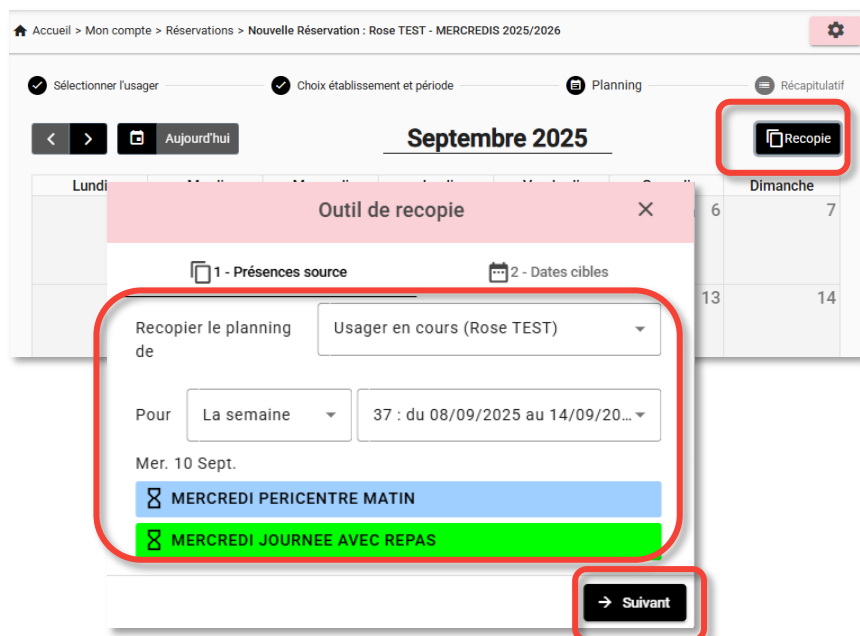 Accueil > Mon compte > Réservations > Nouvelle Réservation : Rose TEST - MERCREDIS 2025/2026
Sélectionner l'usager
Choix établissement et période
Planning
Récapitulatif
Aujourd'hui
Septembre 2025
Recopie
Lundi
Dimanche
6
7
Outil de recopie
1 - Présences source
2 - Dates cibles
13
14
Recopier le planning
de
Usager en cours (Rose TEST)
Pour
La semaine
37 : du 08/09/2025 au 14/09/20...
Mer. 10 Sept.
MERCREDI PERICENTRE MATIN
MERCREDI JOURNEE AVEC REPAS
Suivant